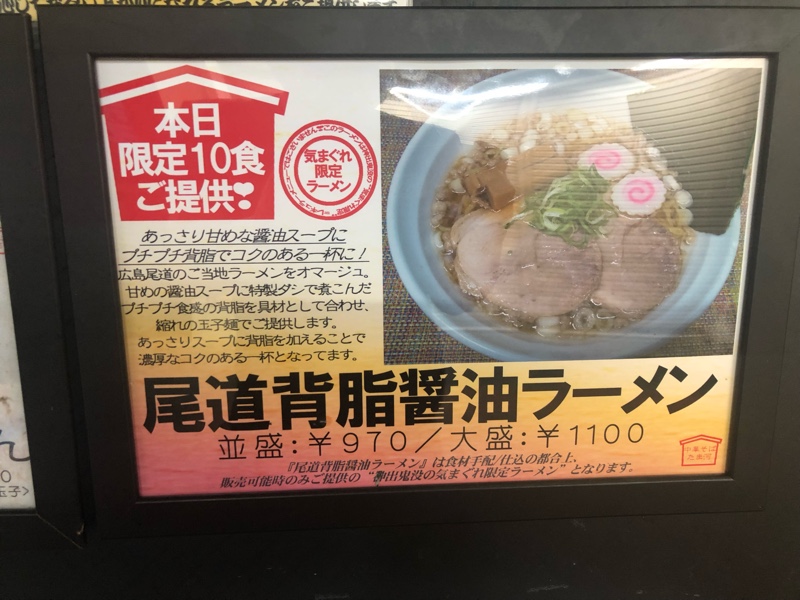 本日
限定10食
ご提供❣
気まぐれ
限定
ラーメン
あっさり甘めな醤油スープに
プチプチ背脂でコクのある一杯に！
広島尾道のご当地ラーメンをオマージュ。
甘めの醤油スープに特製ダシで煮こんだ
プチプチ食感の背脂を具材として合わせ、
縮れの玉子麺でご提供します。
あっさりスープに背脂を加えることで
濃厚なコクのある一杯となってます。
尾道背脂醤油ラーメン
並盛：￥970／大盛：￥1100
『尾道背脂醤油ラーメン』は食材手配/仕込の都合上、
販売可能時のみご提供の“神出鬼没の気まぐれ限定ラーメン”となります。
中華そば
ん
0
玉子>